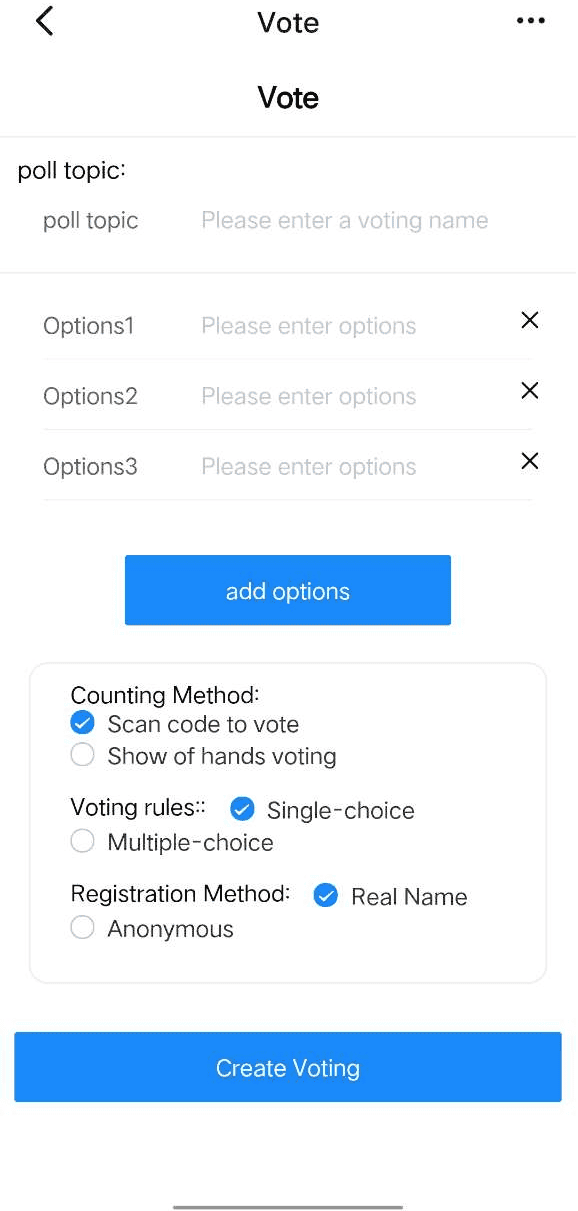 Vote
Vote
poll topic:
poll topic Please enter a voting name
Options1 Please enter options
Options2 Please enter options
Options3 Please enter options
add options
Counting Method:
Scan code to vote
Show of hands voting
Voting rules:: Single-choice
Multiple-choice
Registration Method: Real Name
Anonymous
Create Voting